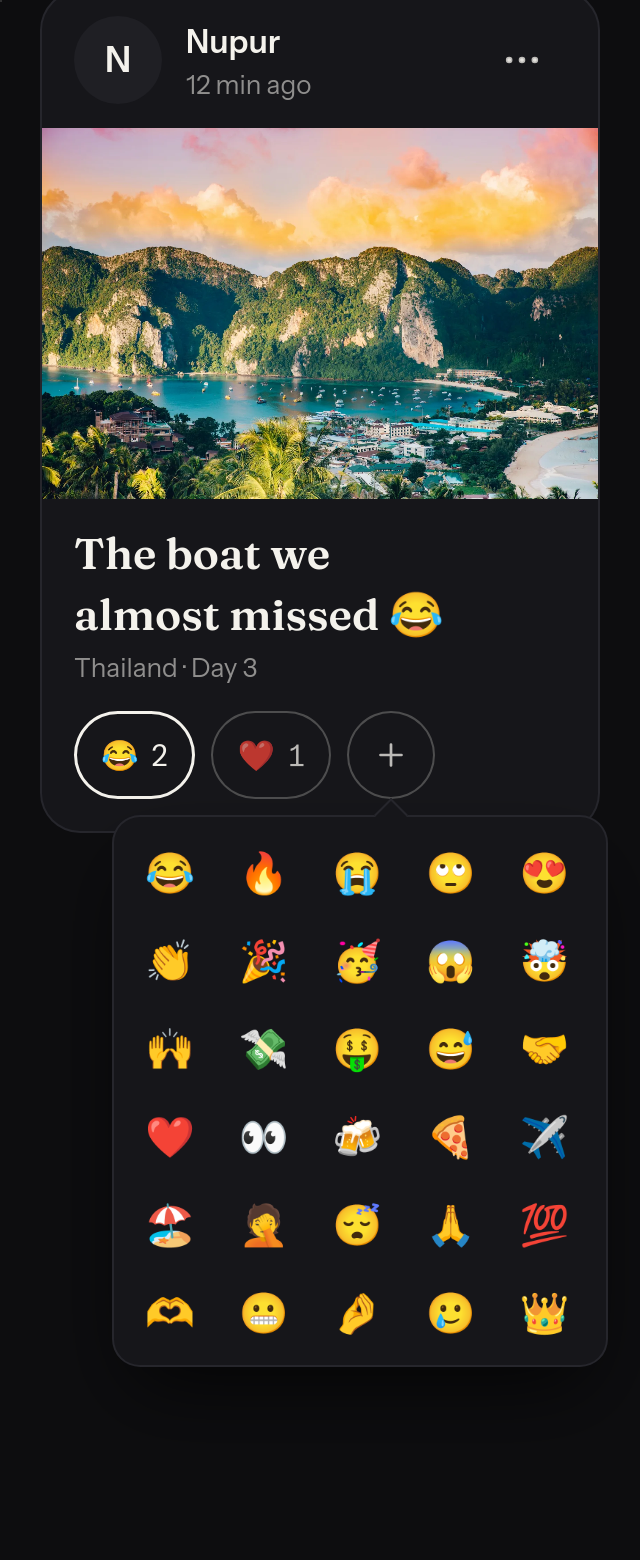 N
Nupur
12 min ago
The boat we
almost missed 😂
Thailand · Day 3
😂 2
❤️ 1